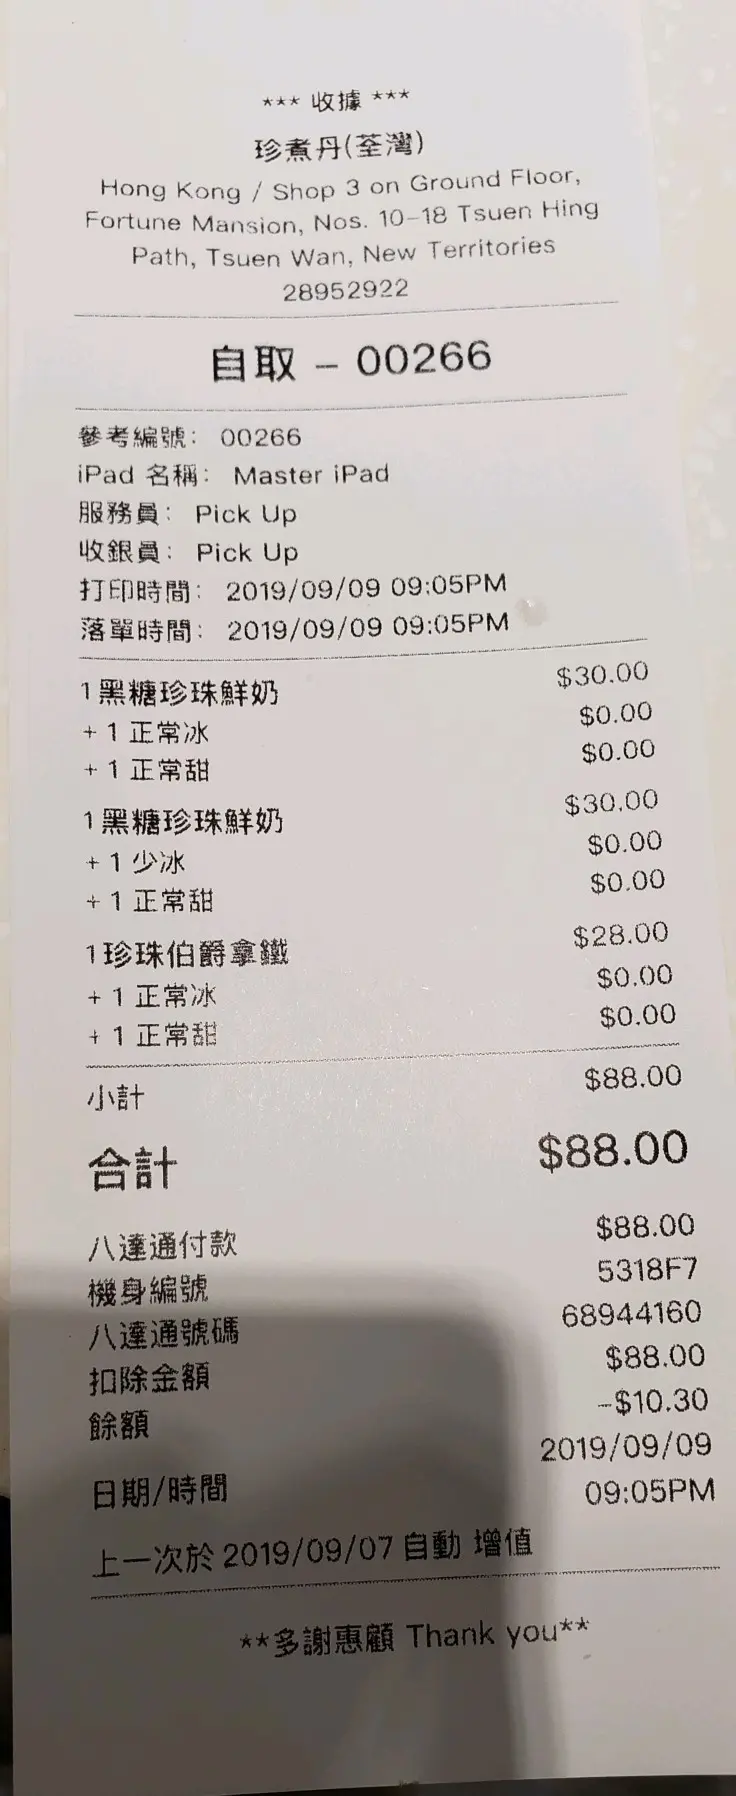 *** 收據 ***
珍煮丹(荃灣)
Hong Kong / Shop 3 on Ground Floor,
Fortune Mansion, Nos. 10-18 Tsuen Hing
Path, Tsuen Wan, New Territories
28952922
自取 - 00266
參考編號： 00266
iPad 名稱： Master iPad
服務員： Pick Up
收銀員： Pick Up
打印時間： 2019/09/09 09:05PM
落單時間： 2019/09/09 09:05PM
1 黑糖珍珠鮮奶 $30.00
+ 1 正常冰 $0.00
+ 1 正常甜 $0.00
1 黑糖珍珠鮮奶 $30.00
+ 1 少冰 $0.00
+ 1 正常甜 $0.00
1 珍珠伯爵拿鐵 $28.00
+ 1 正常冰 $0.00
+ 1 正常甜 $0.00
小計 $88.00
合計 $88.00
八達通付款 $88.00
機身編號 5318F7
八達通號碼 68944160
扣除金額 $88.00
餘額 -$10.30
日期/時間 2019/09/09
09:05PM
上一次於 2019/09/07 自動 增值
**多謝惠顧 Thank you**